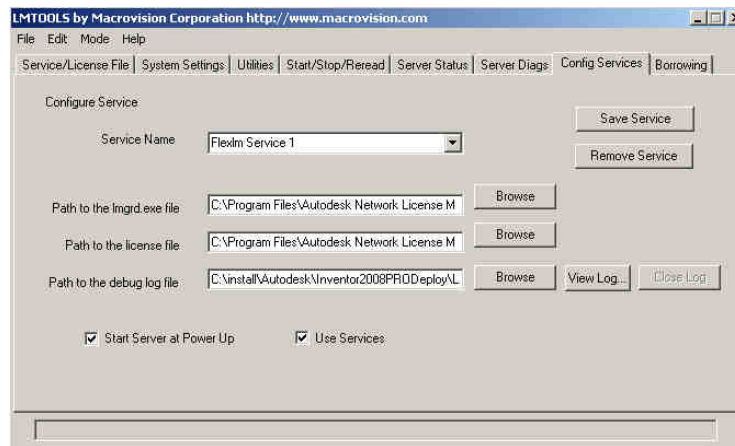 LMTOOLS by Macrovision Corporation http://www.macrovision.com
File Edit Mode Help
Service/License File System Settings Utilities Start/Stop/Reread Server Status Server Diags Config Services Borrowing
Configure Service
Save Service
Service Name Flexlm Service 1
Remove Service
Path to the lmgrd.exe file C:\Program Files\Autodesk Network License M Browse
Path to the license file C:\Program Files\Autodesk Network License M Browse
Path to the debug log file C:\install\Autodesk\Inventor2008PRODeploy\L Browse View Log... Close Log
Start Server at Power Up Use Services